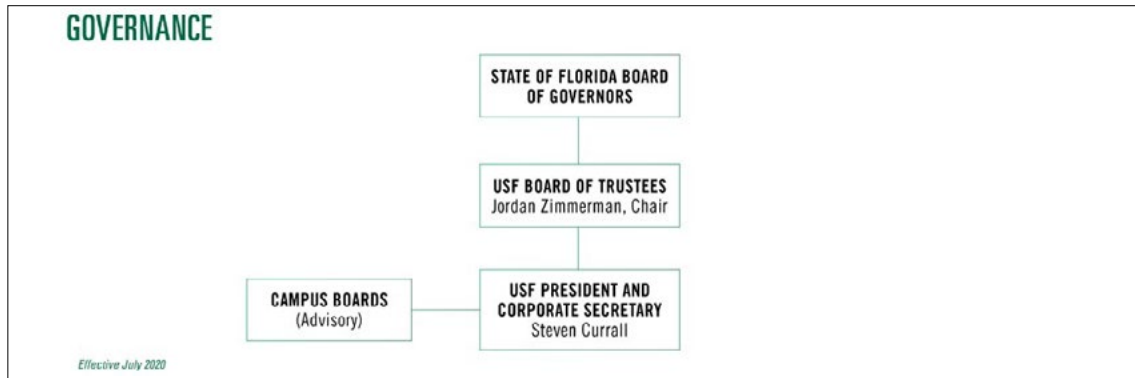 GOVERNANCE
STATE OF FLORIDA BOARD
OF GOVERNORS
USF BOARD OF TRUSTEES
Jordan Zimmerman, Chair
CAMPUS BOARDS
(Advisory)
USF PRESIDENT AND
CORPORATE SECRETARY
Steven Currall
Effective July 2020